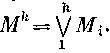 M^h = ⋁_1^h M_i.